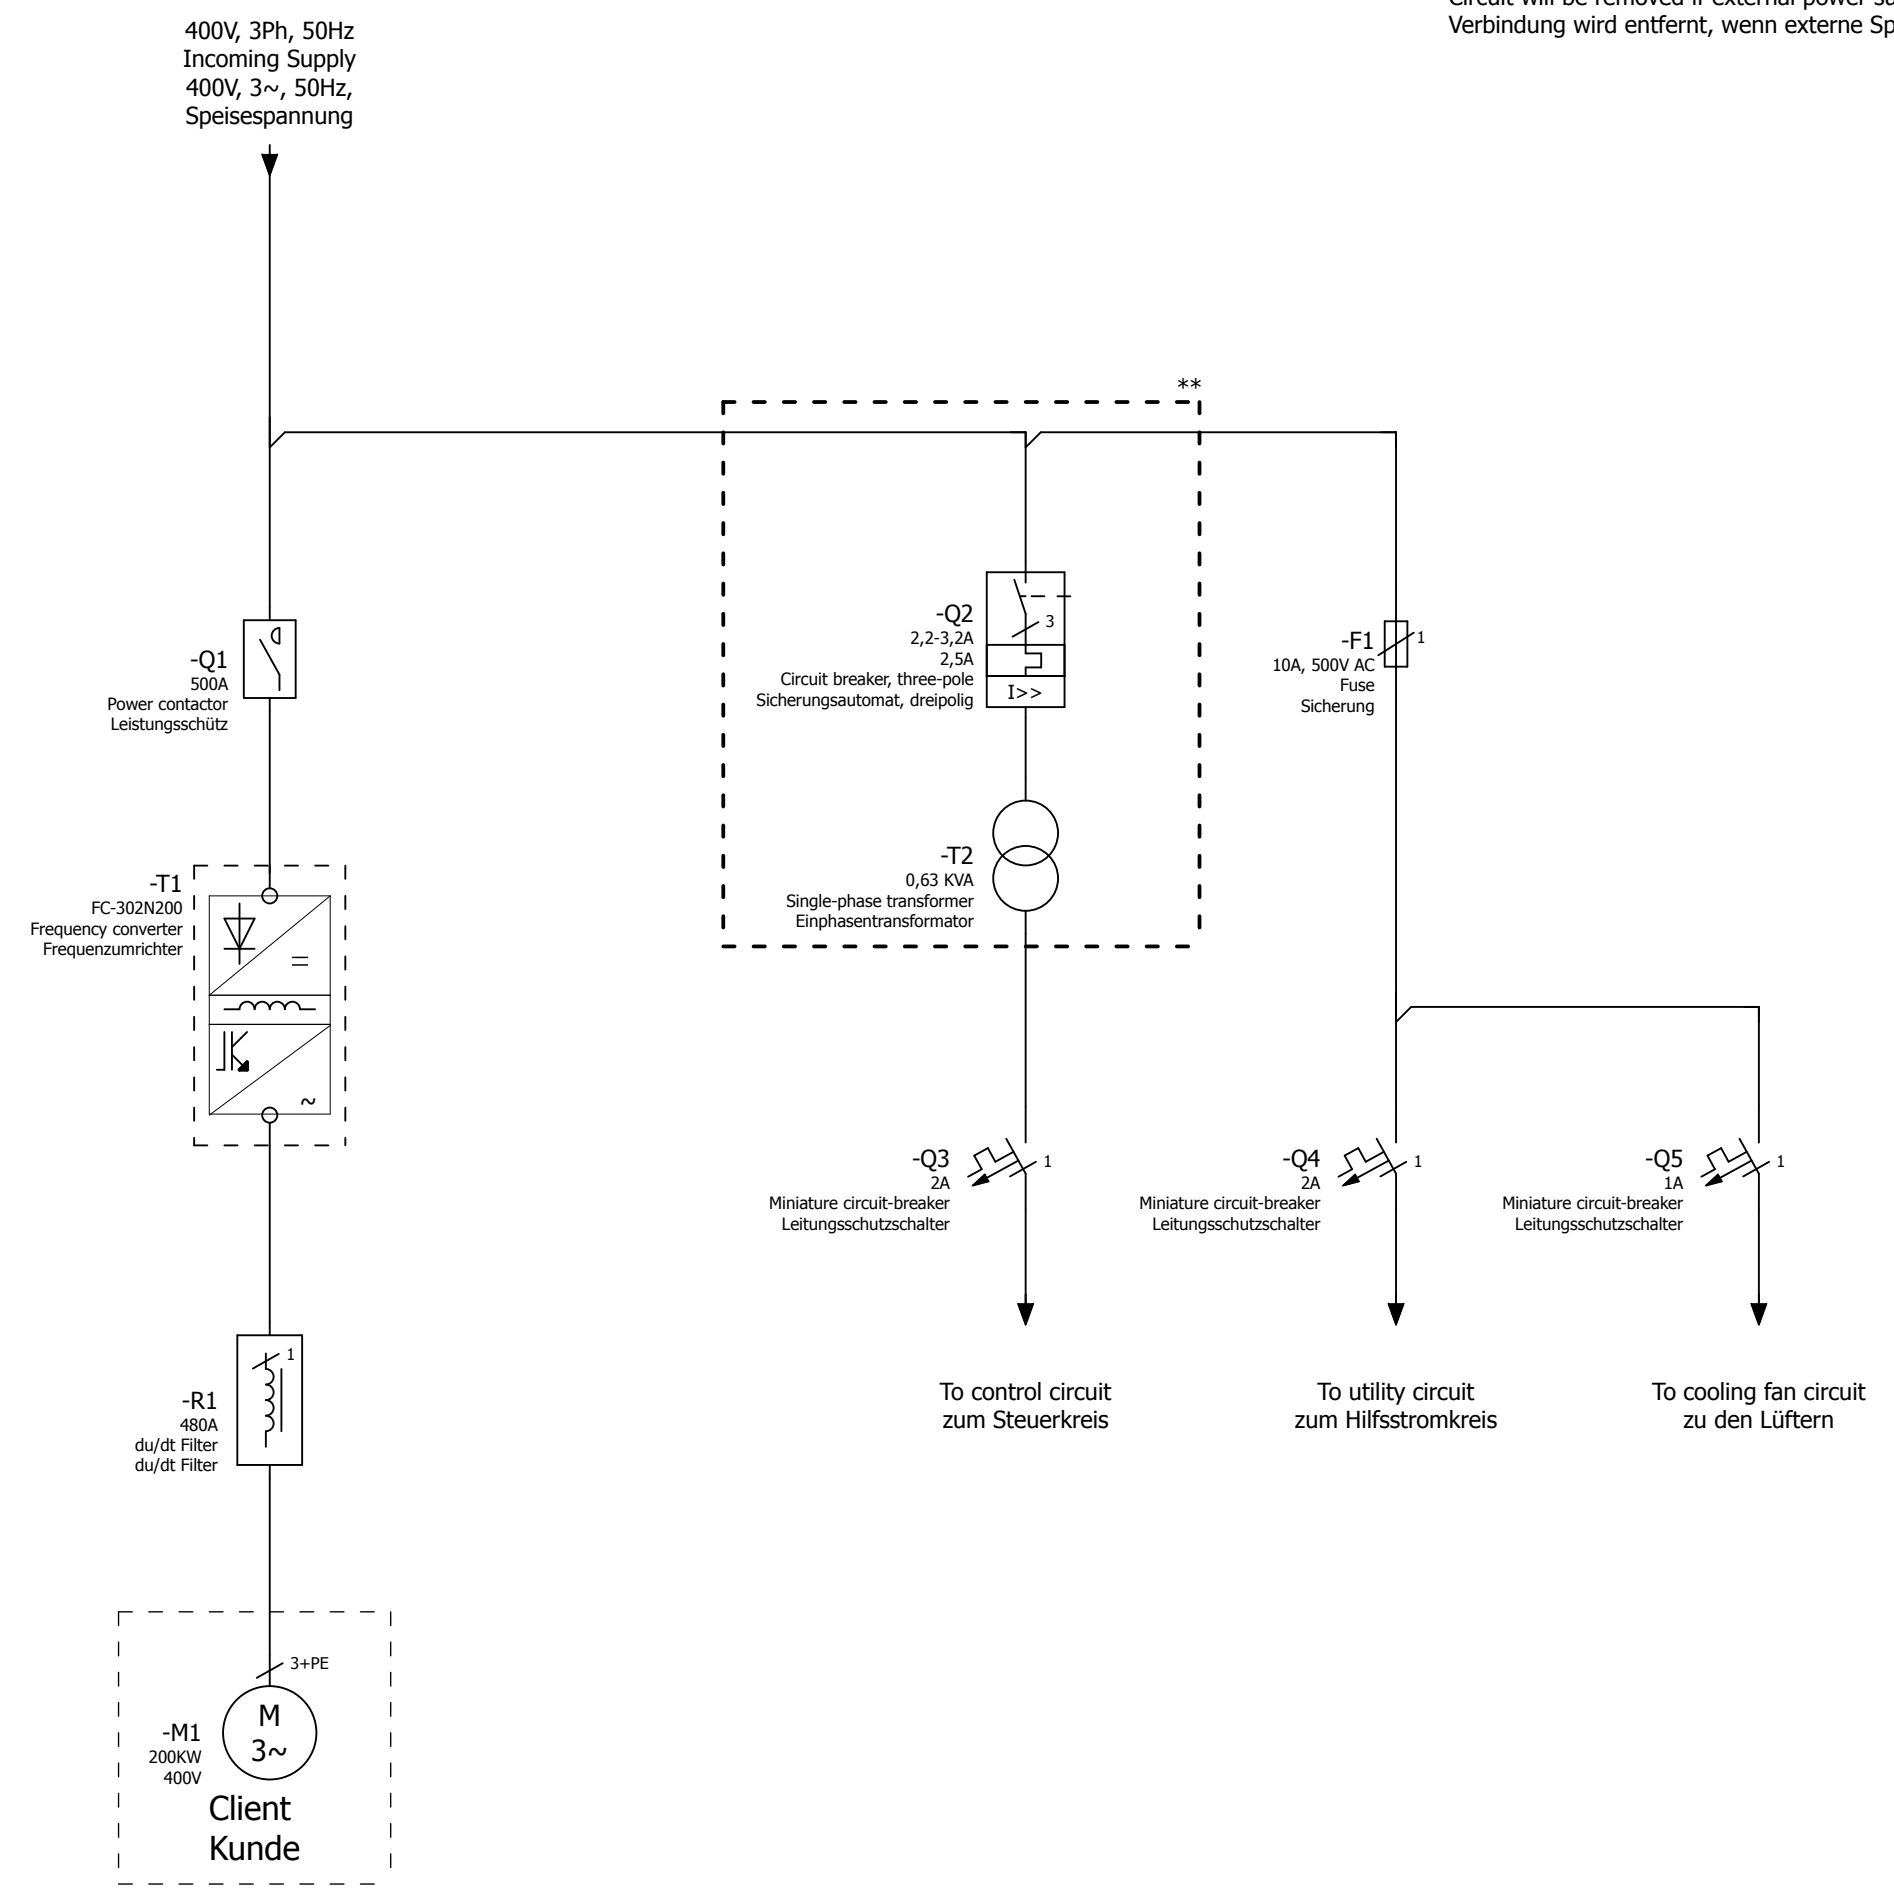 Circuit will be removed if external power
Verbindung wird entfernt, wenn externe
400V, 3Ph, 50Hz
Incoming Supply
400V, 3~, 50Hz,
Speisespannung
**
-Q1
500A
Power contactor
Leistungsschütz
-Q2
2,2-3,2A
2,5A
Circuit breaker, three-pole
Sicherungsautomat, dreipolig
3
I>>
-F1
10A, 500V AC
Fuse
Sicherung
1
-T1
FC-302N200
Frequency converter
Frequenzumrichter
=
~
-T2
0,63 KVA
Single-phase transformer
Einphasentransformator
-Q3
2A
Miniature circuit-breaker
Leitungsschutzschalter
1
-Q4
2A
Miniature circuit-breaker
Leitungsschutzschalter
1
-Q5
1A
Miniature circuit-breaker
Leitungsschutzschalter
1
-R1
480A
du/dt Filter
du/dt Filter
1
To control circuit
zum Steuerkreis
To utility circuit
zum Hilfsstromkreis
To cooling fan circuit
zu den Lüftern
3+PE
-M1
200KW
400V
M
3~
Client
Kunde